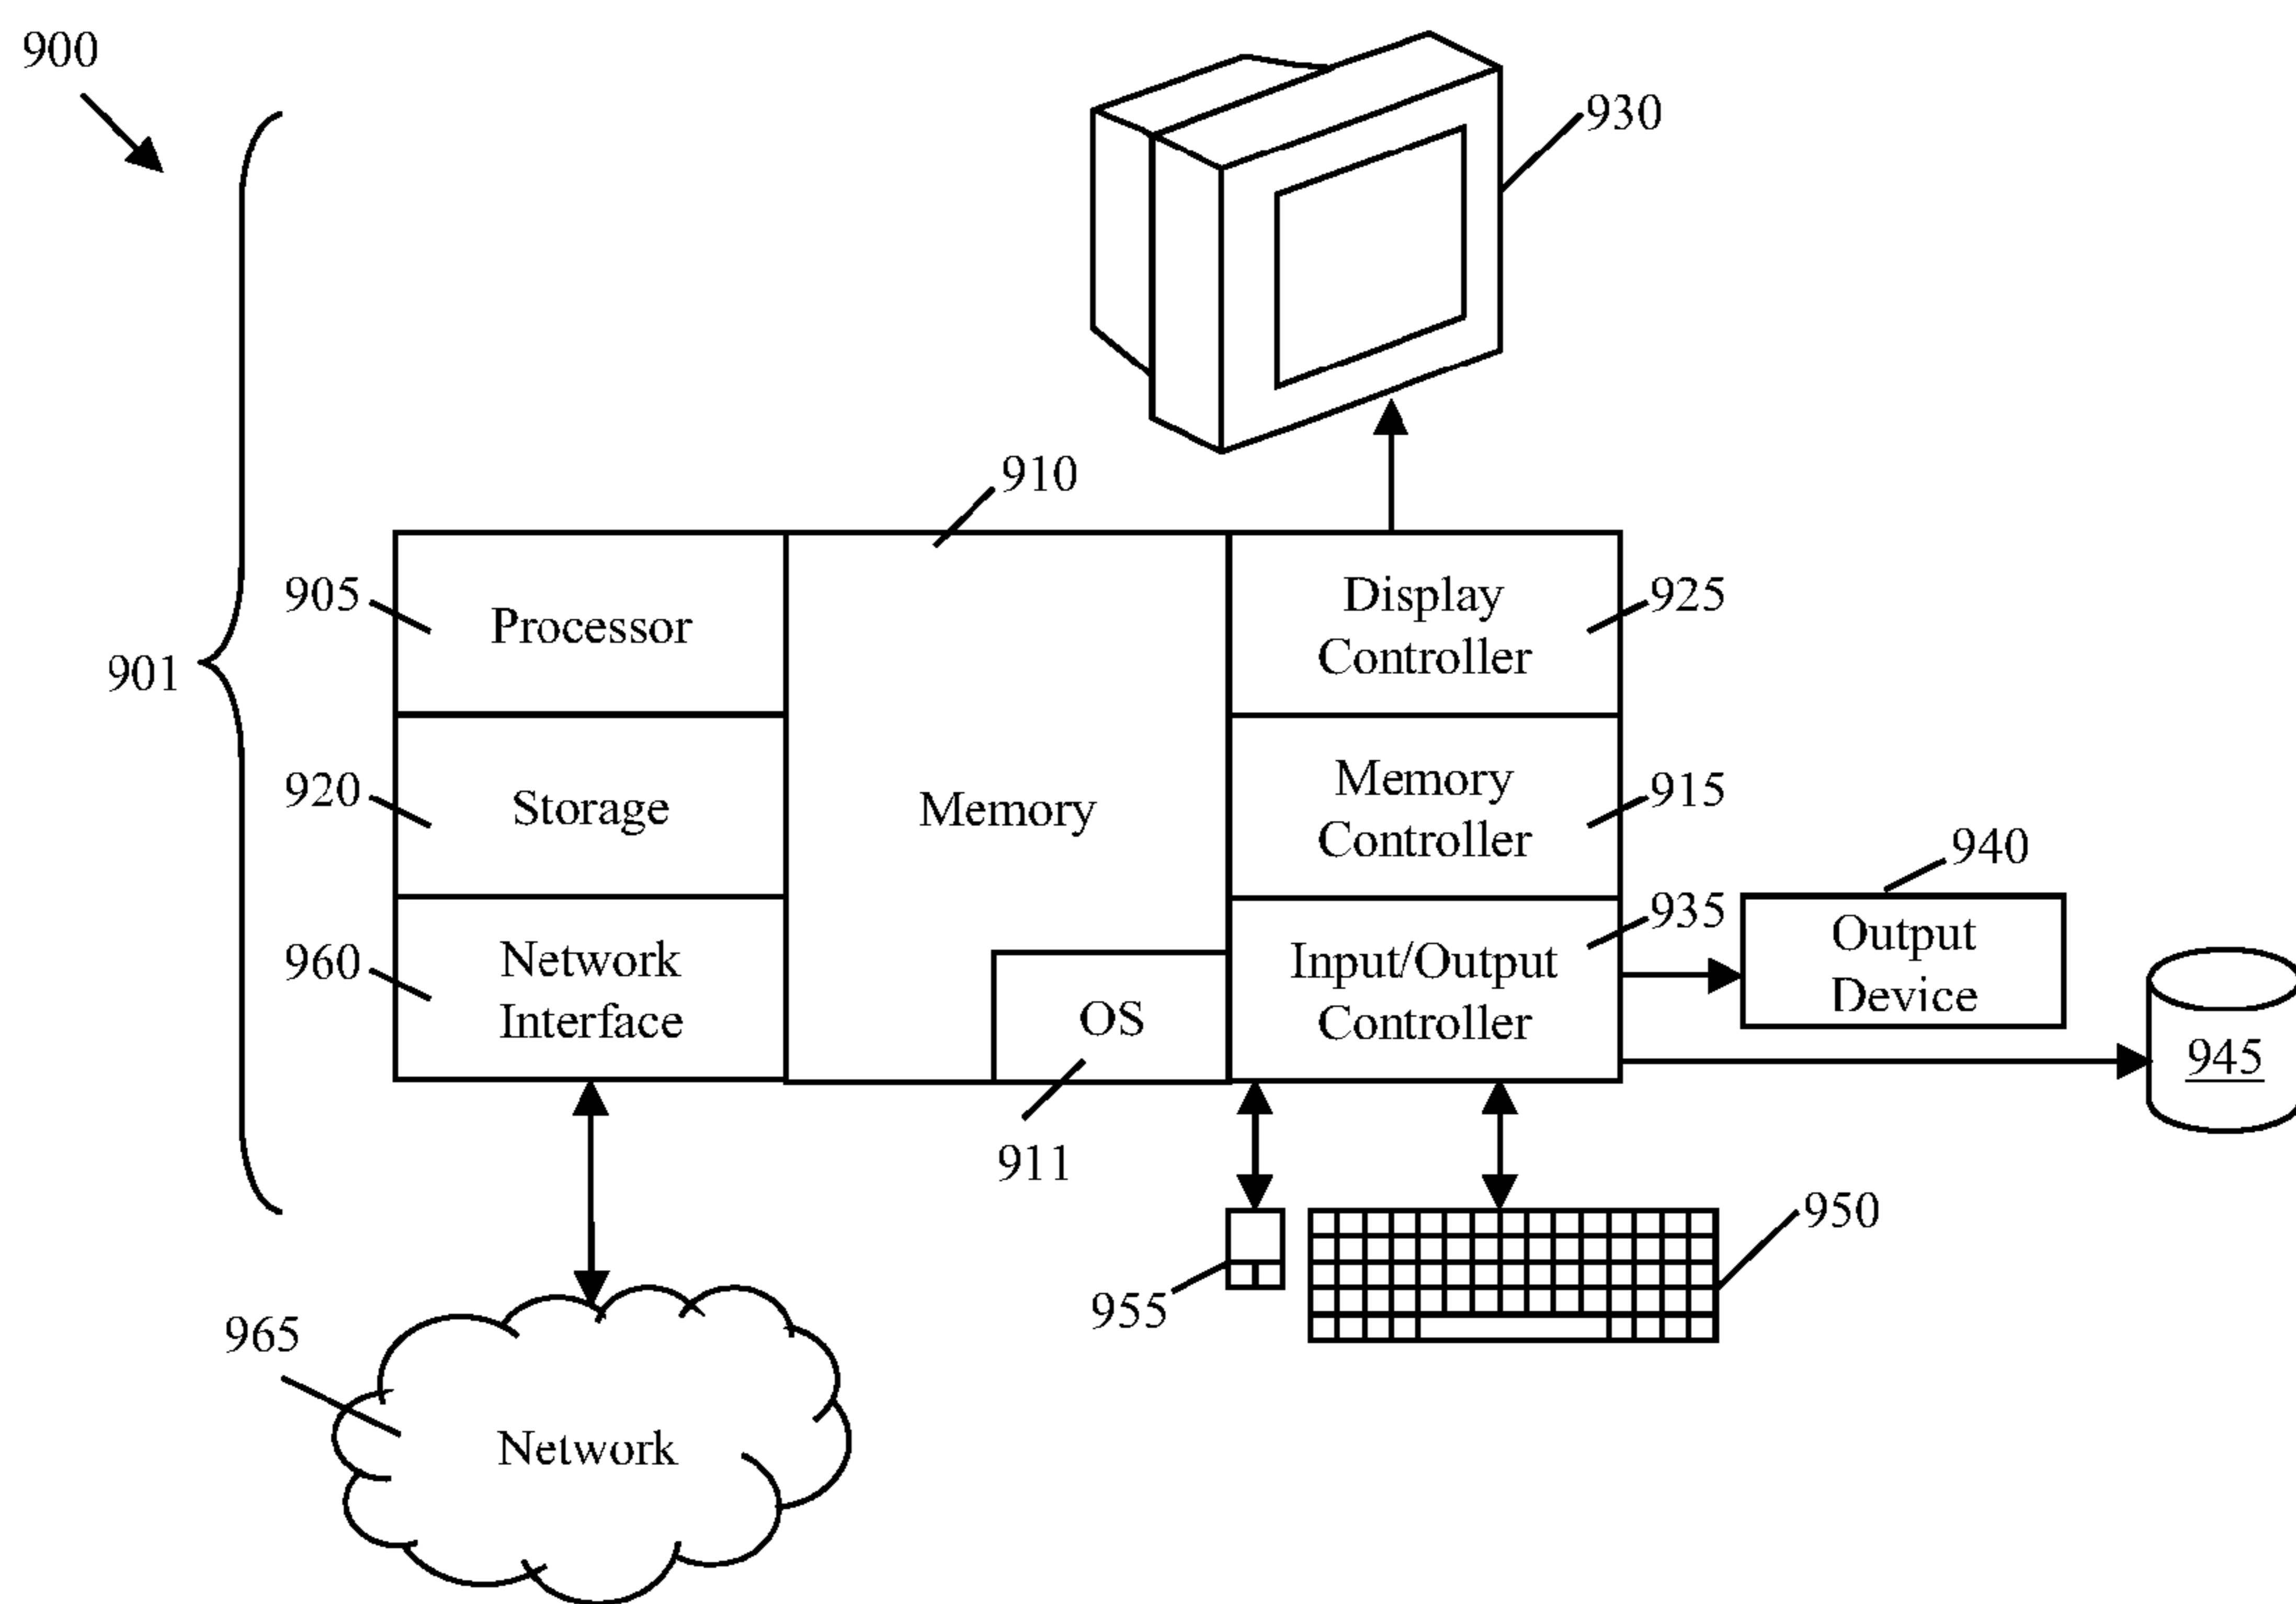 900
930
910
905
Processor
Display
Controller
925
901
920
Storage
Memory
Memory
Controller
915
940
960
Network
Interface
OS
Input/Output
Controller
935
Output
Device
945
911
955
950
965
Network